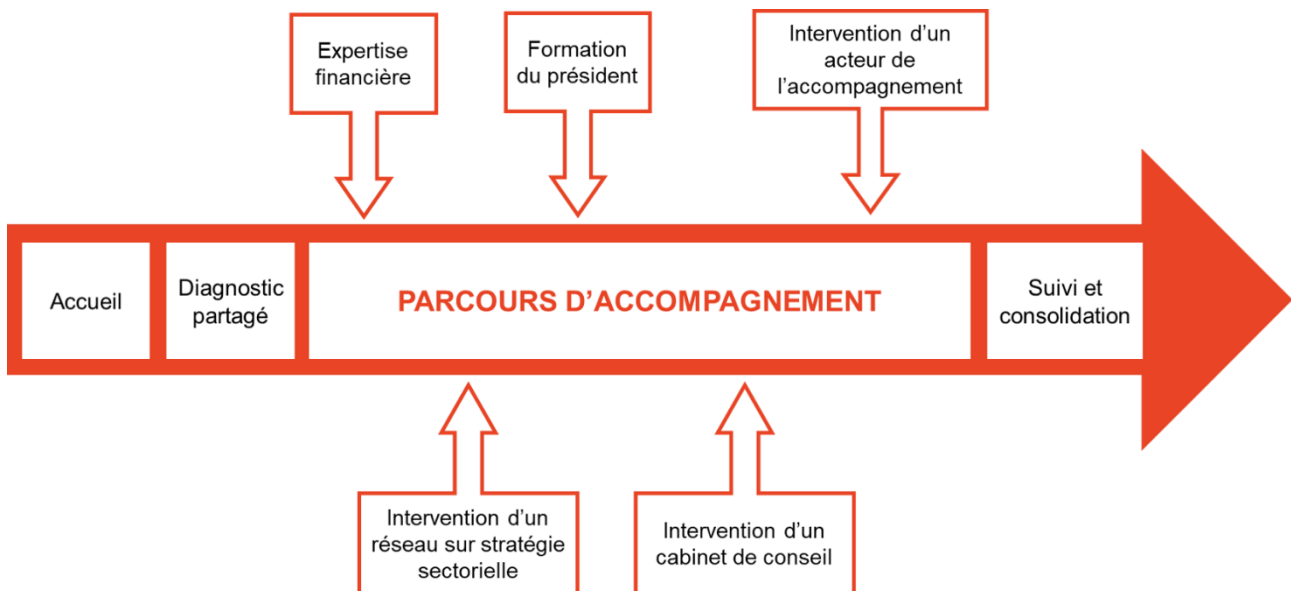 Expertise
financière
Formation
du président
Intervention d’un
acteur de
l’accompagnement
Accueil
Diagnostic
partagé
PARCOURS D’ACCOMPAGNEMENT
Suivi et
consolidation
Intervention d’un
réseau sur stratégie
sectorielle
Intervention d’un
cabinet de conseil